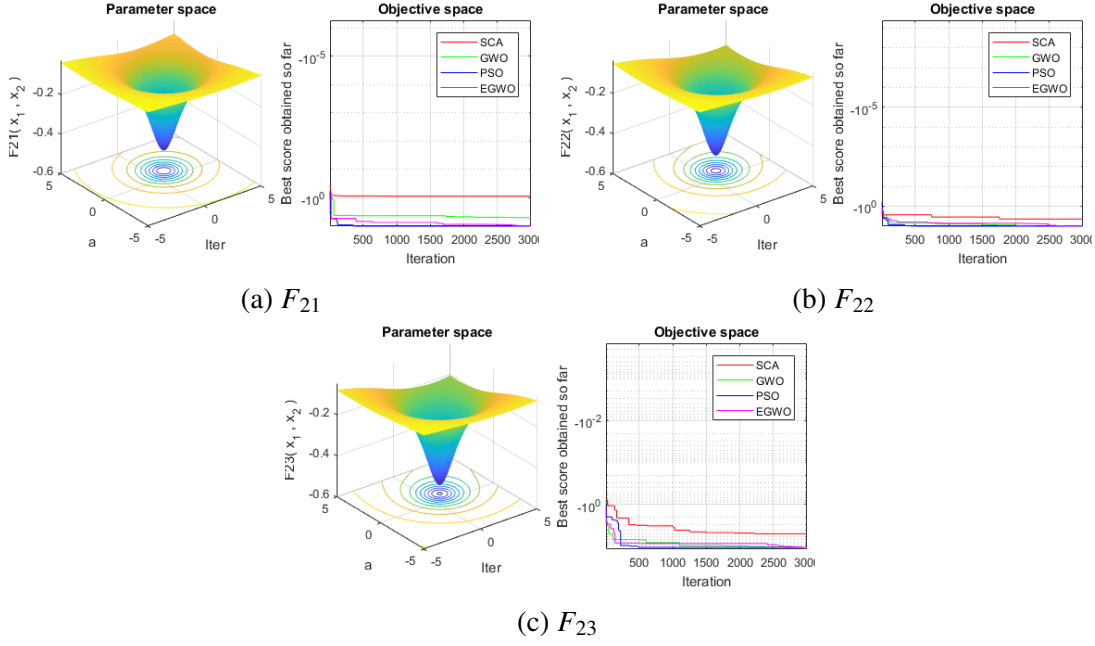 Parameter space
Objective space
F21( x1 , x2 )
-0.2
-0.4
-0.6
5
0
-5
a
-5
0
5
Iter
Best score obtained so far
-10^-5
-10^0
SCA
GWO
PSO
EGWO
500 1000 1500 2000 2500 3000
Iteration
(a) F21
Parameter space
Objective space
F22( x1 , x2 )
-0.2
-0.4
-0.6
5
0
-5
a
-5
0
5
Iter
Best score obtained so far
-10^-5
-10^0
SCA
GWO
PSO
EGWO
500 1000 1500 2000 2500 3000
Iteration
(b) F22
Parameter space
Objective space
F23( x1 , x2 )
-0.2
-0.4
-0.6
5
0
-5
a
-5
0
5
Iter
Best score obtained so far
-10^-2
-10^0
SCA
GWO
PSO
EGWO
500 1000 1500 2000 2500 3000
Iteration
(c) F23